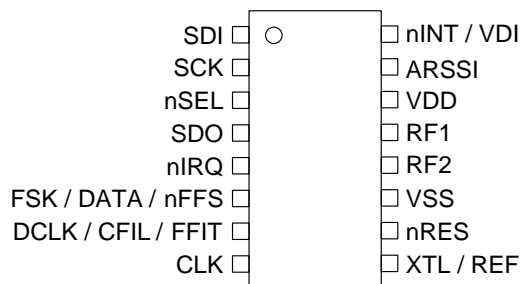 SDI
nINT / VDI
SCK
ARSSI
nSEL
VDD
SDO
RF1
nIRQ
RF2
FSK / DATA / nFFS
VSS
DCLK / CFIL / FFIT
nRES
CLK
XTL / REF